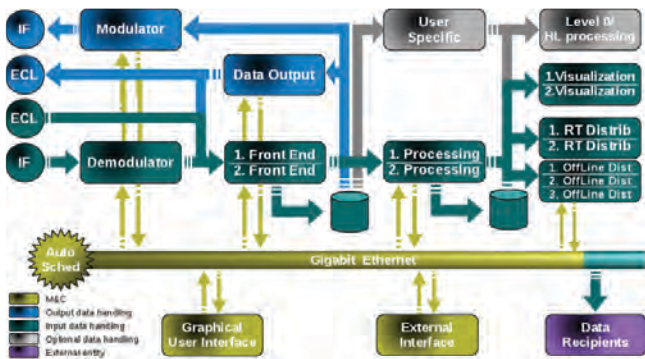 IF
Modulator
User
Specific
Level 0/
HL processing
ECL
Data Output
1.Visualization
2.Visualization
ECL
IF
Demodulator
1. Front End
2. Front End
1. Processing
2. Processing
1. RT Distrib
2. RT Distrib
1. OffLine Dist
2. OffLine Dist
3. OffLine Dist
Auto
Sched
Gigabit Ethernet
M&C
Output data handling
Input data handling
Optional data handling
External entity
Graphical
User Interface
External
Interface
Data
Recipients